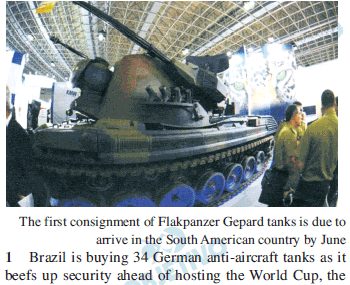 The first consignment of Flakpanzer Gepard tanks is due to
arrive in the South American country by June
1 Brazil is buying 34 German anti-aircraft tanks as it
beefs up security ahead of hosting the World Cup, the